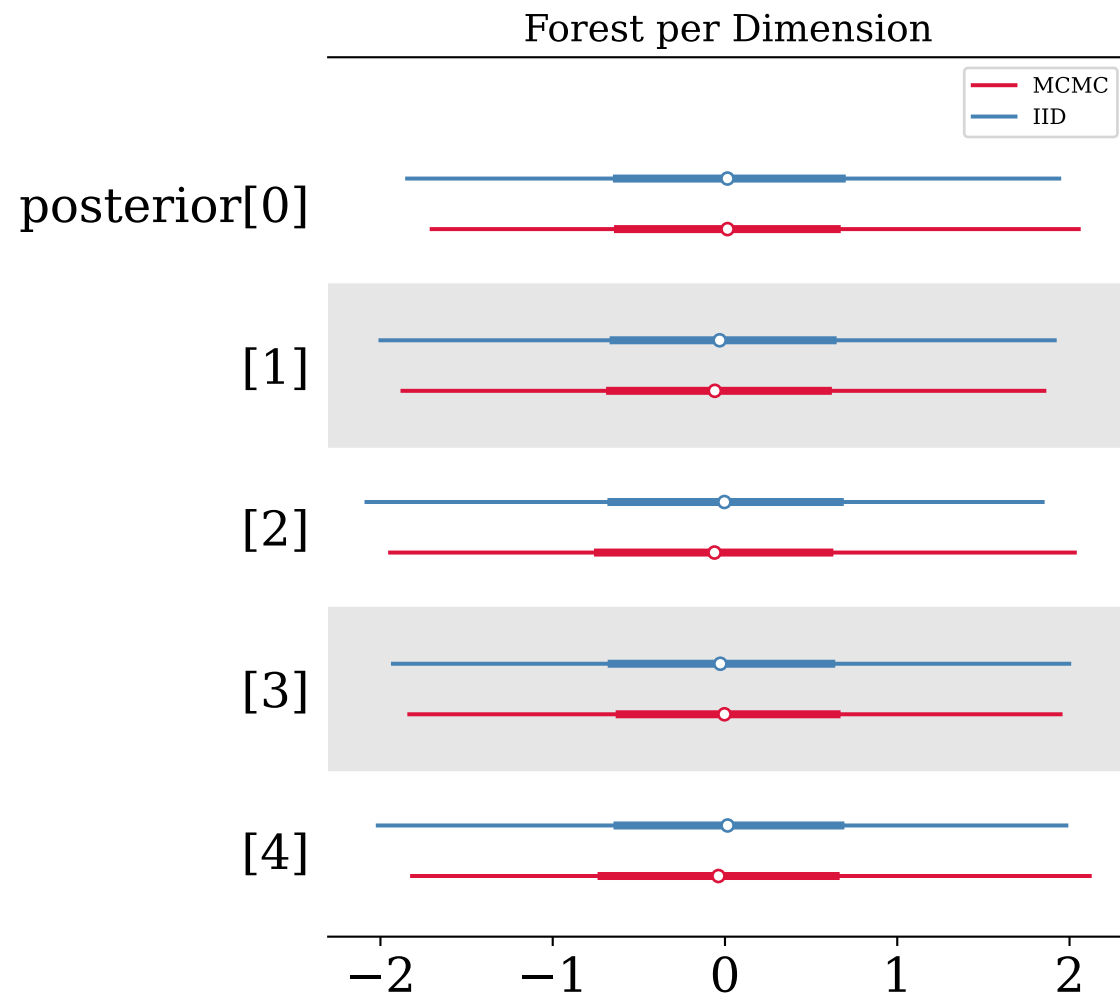 Forest per Dimension
MCMC
IID
posterior[0]
[1]
[2]
[3]
[4]
−2 −1 0 1 2